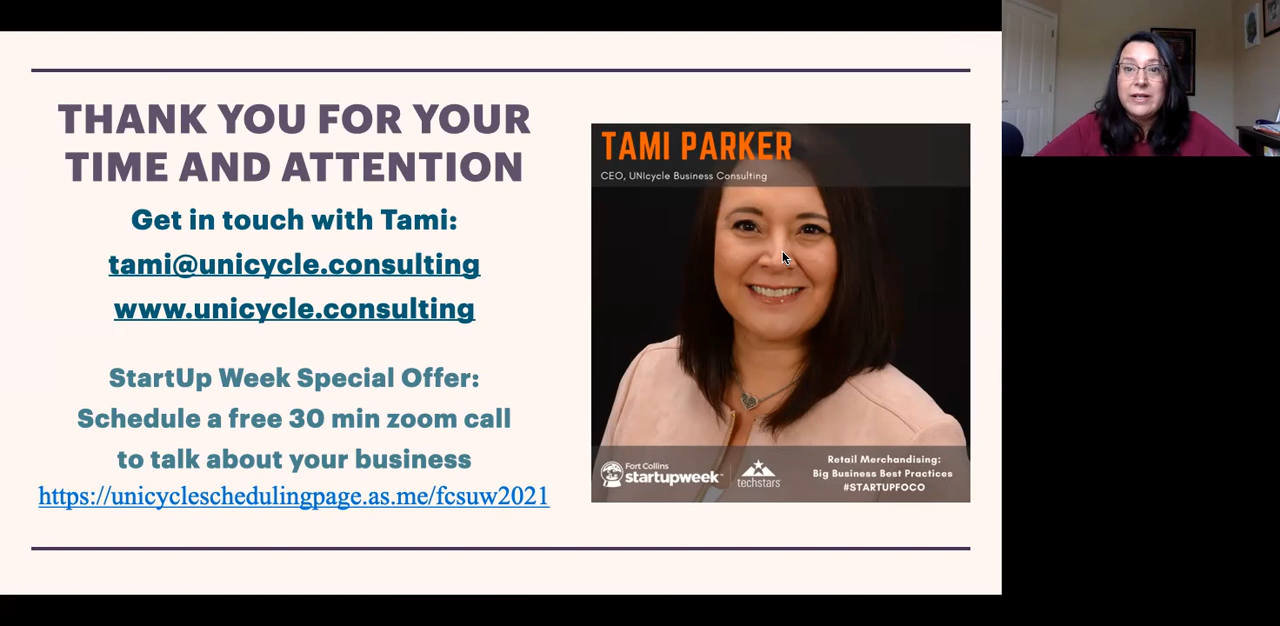 THANK YOU FOR YOUR
TIME AND ATTENTION
Get in touch with Tami:
tami@unicycle.consulting
www.unicycle.consulting
StartUp Week Special Offer:
Schedule a free 30 min zoom call
to talk about your business
https://unicycleschedulingpage.as.me/fcsuw2021
TAMI PARKER
CEO, UNIcycle Business Consulting
Fort Collins
startupweek™
techstars
Retail Merchandising:
Big Business Best Practices
#STARTUPFOCO